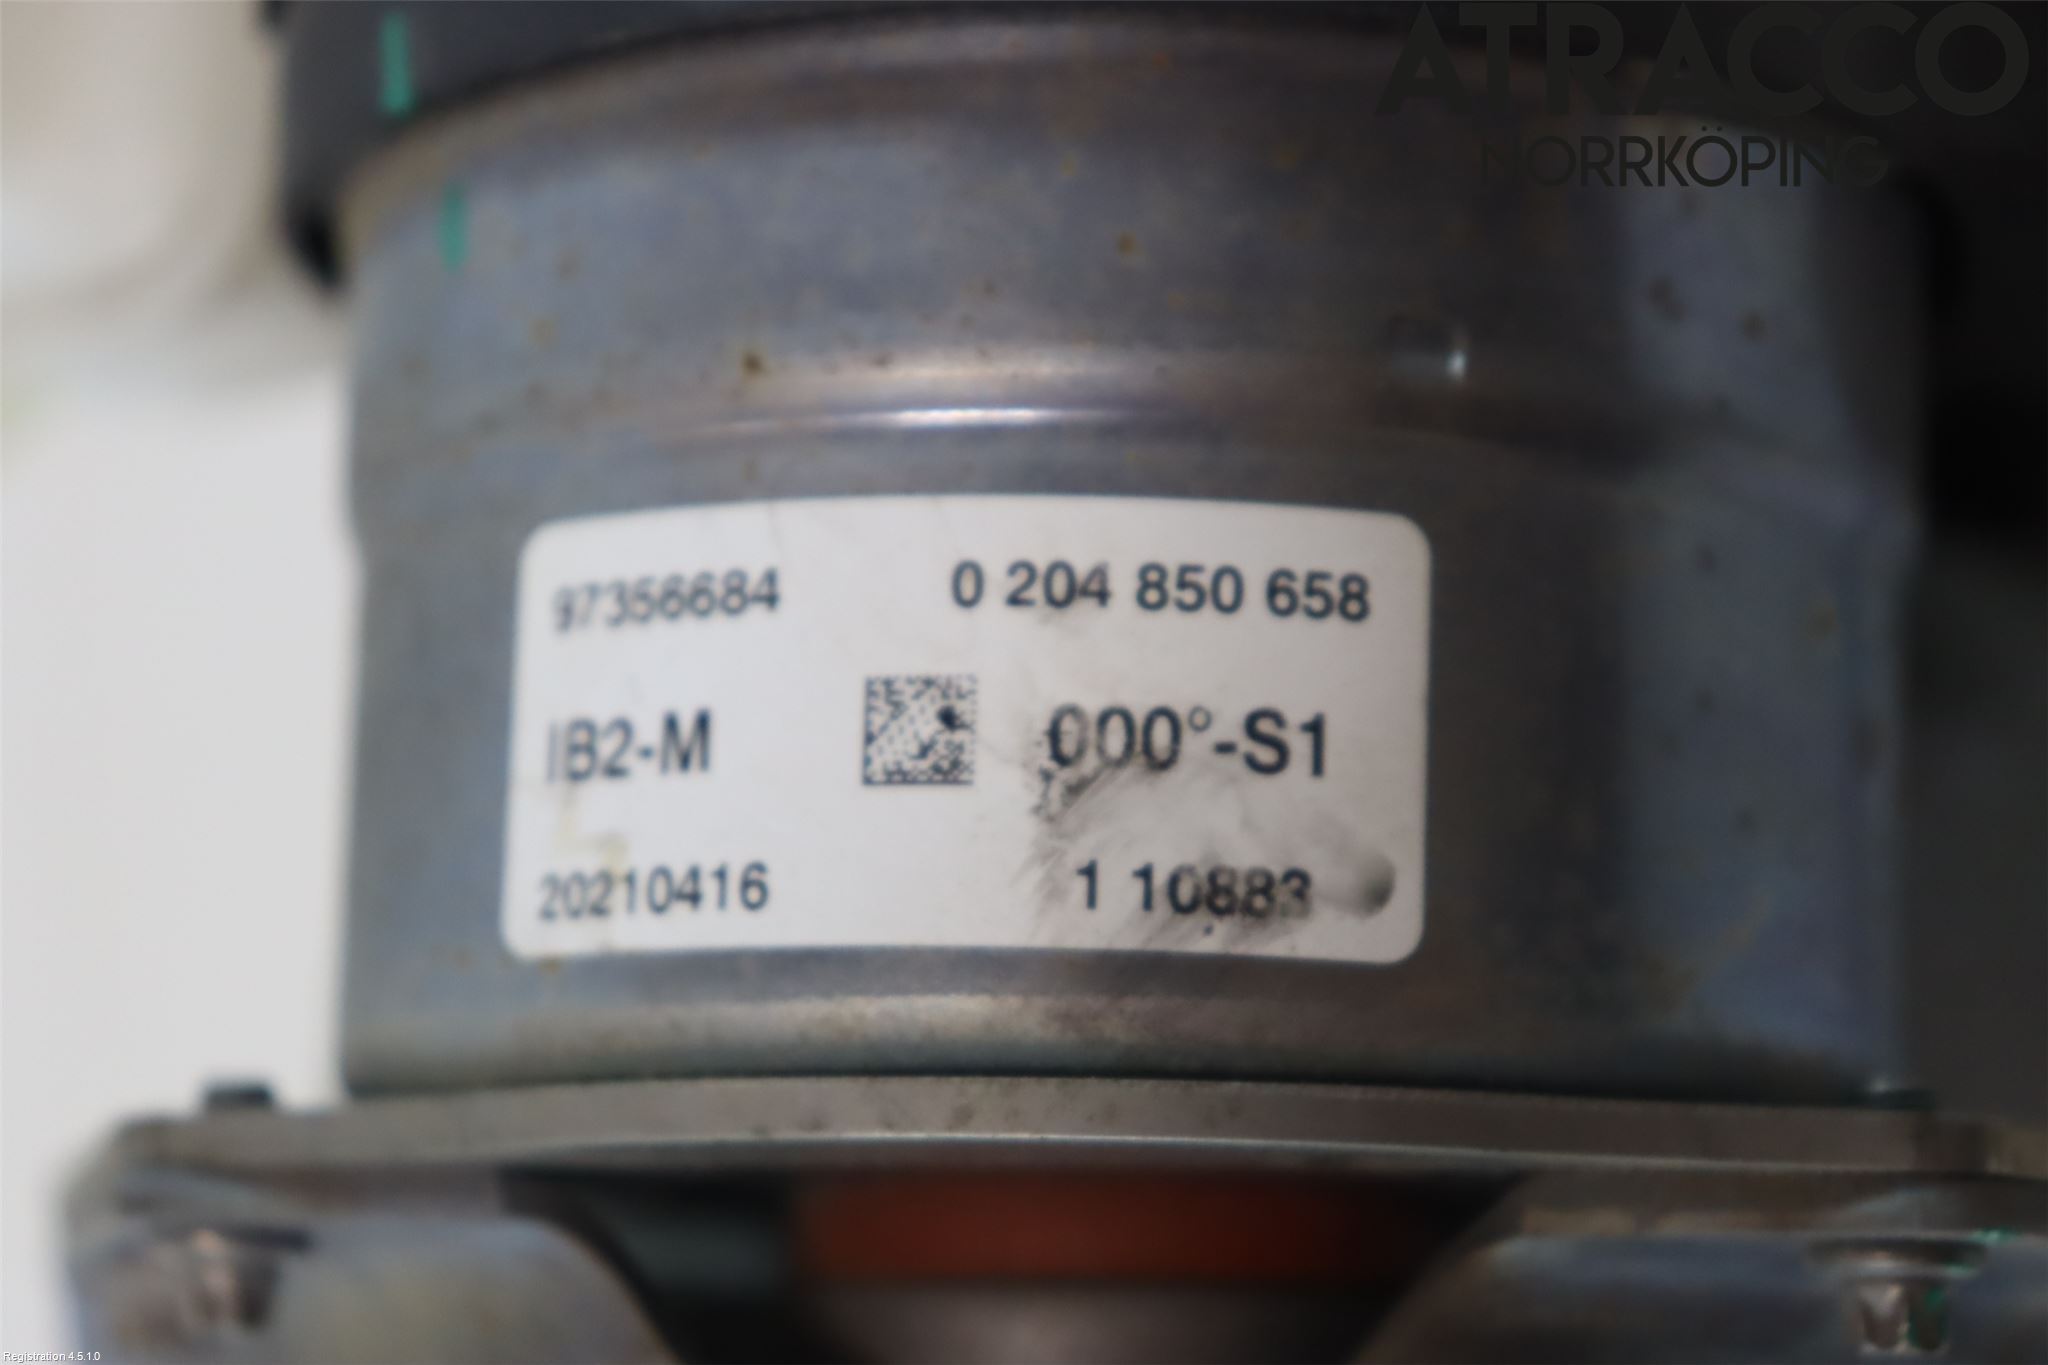 ATRACCO
NORRKÖPING
97356684 0 204 850 658
IB2-M 000°-S1
20210416 1 10883
Registration 4.5.1.0